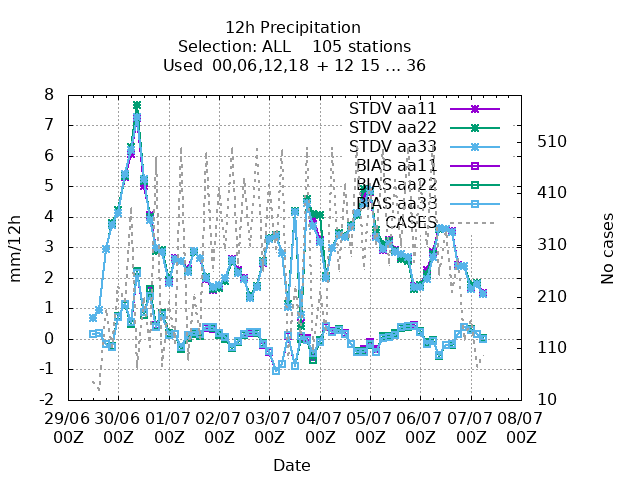 12h Precipitation
Selection: ALL    105 stations
Used  00,06,12,18 + 12 15 ... 36
STDV aa11
STDV aa22
STDV aa33
BIAS aa11
BIAS aa22
BIAS aa33
CASES
8
7
6
5
4
3
2
1
0
-1
-2
mm/12h
510
410
310
210
110
10
No cases
29/06 30/06 01/07 02/07 03/07 04/07 05/07 06/07 07/07 08/07
00Z 00Z 00Z 00Z 00Z 00Z 00Z 00Z 00Z 00Z
Date